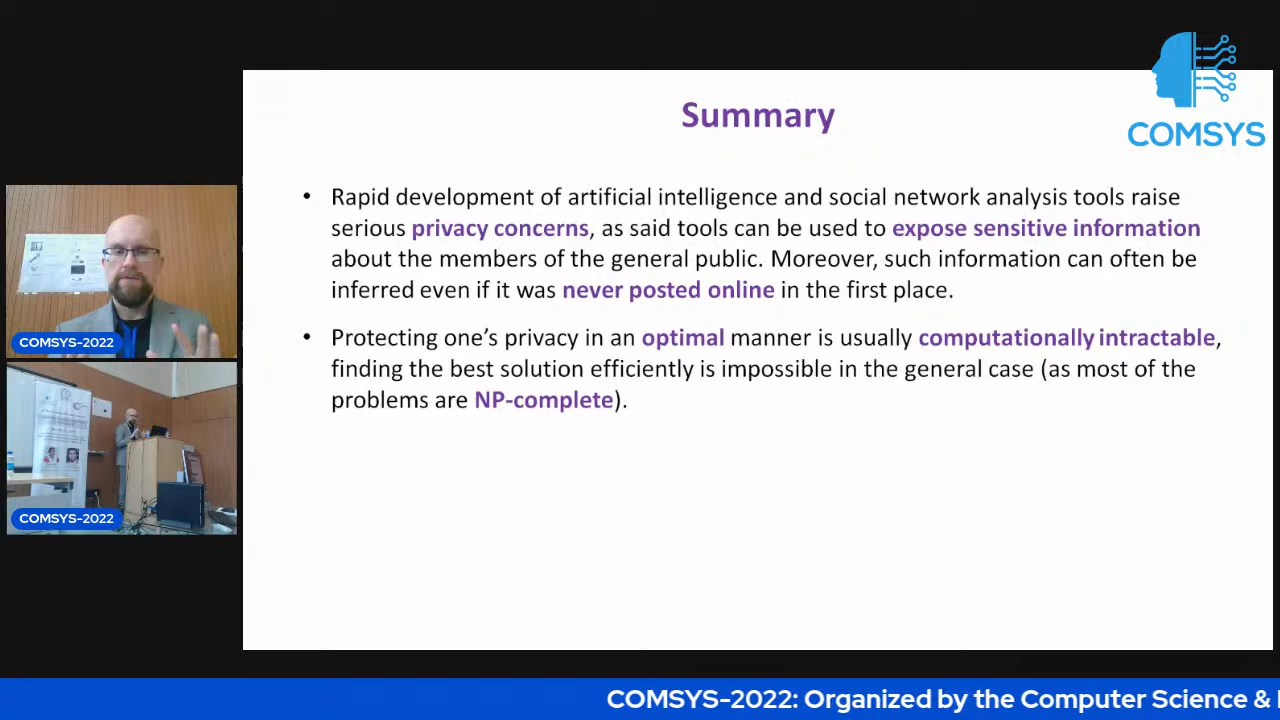 COMSYS
Summary
• Rapid development of artificial intelligence and social network analysis tools raise
serious privacy concerns, as said tools can be used to expose sensitive information
about the members of the general public. Moreover, such information can often be
inferred even if it was never posted online in the first place.
• Protecting one’s privacy in an optimal manner is usually computationally intractable,
finding the best solution efficiently is impossible in the general case (as most of the
problems are NP-complete).
COMSYS-2022
COMSYS-2022
COMSYS-2022: Organized by the Computer Science &